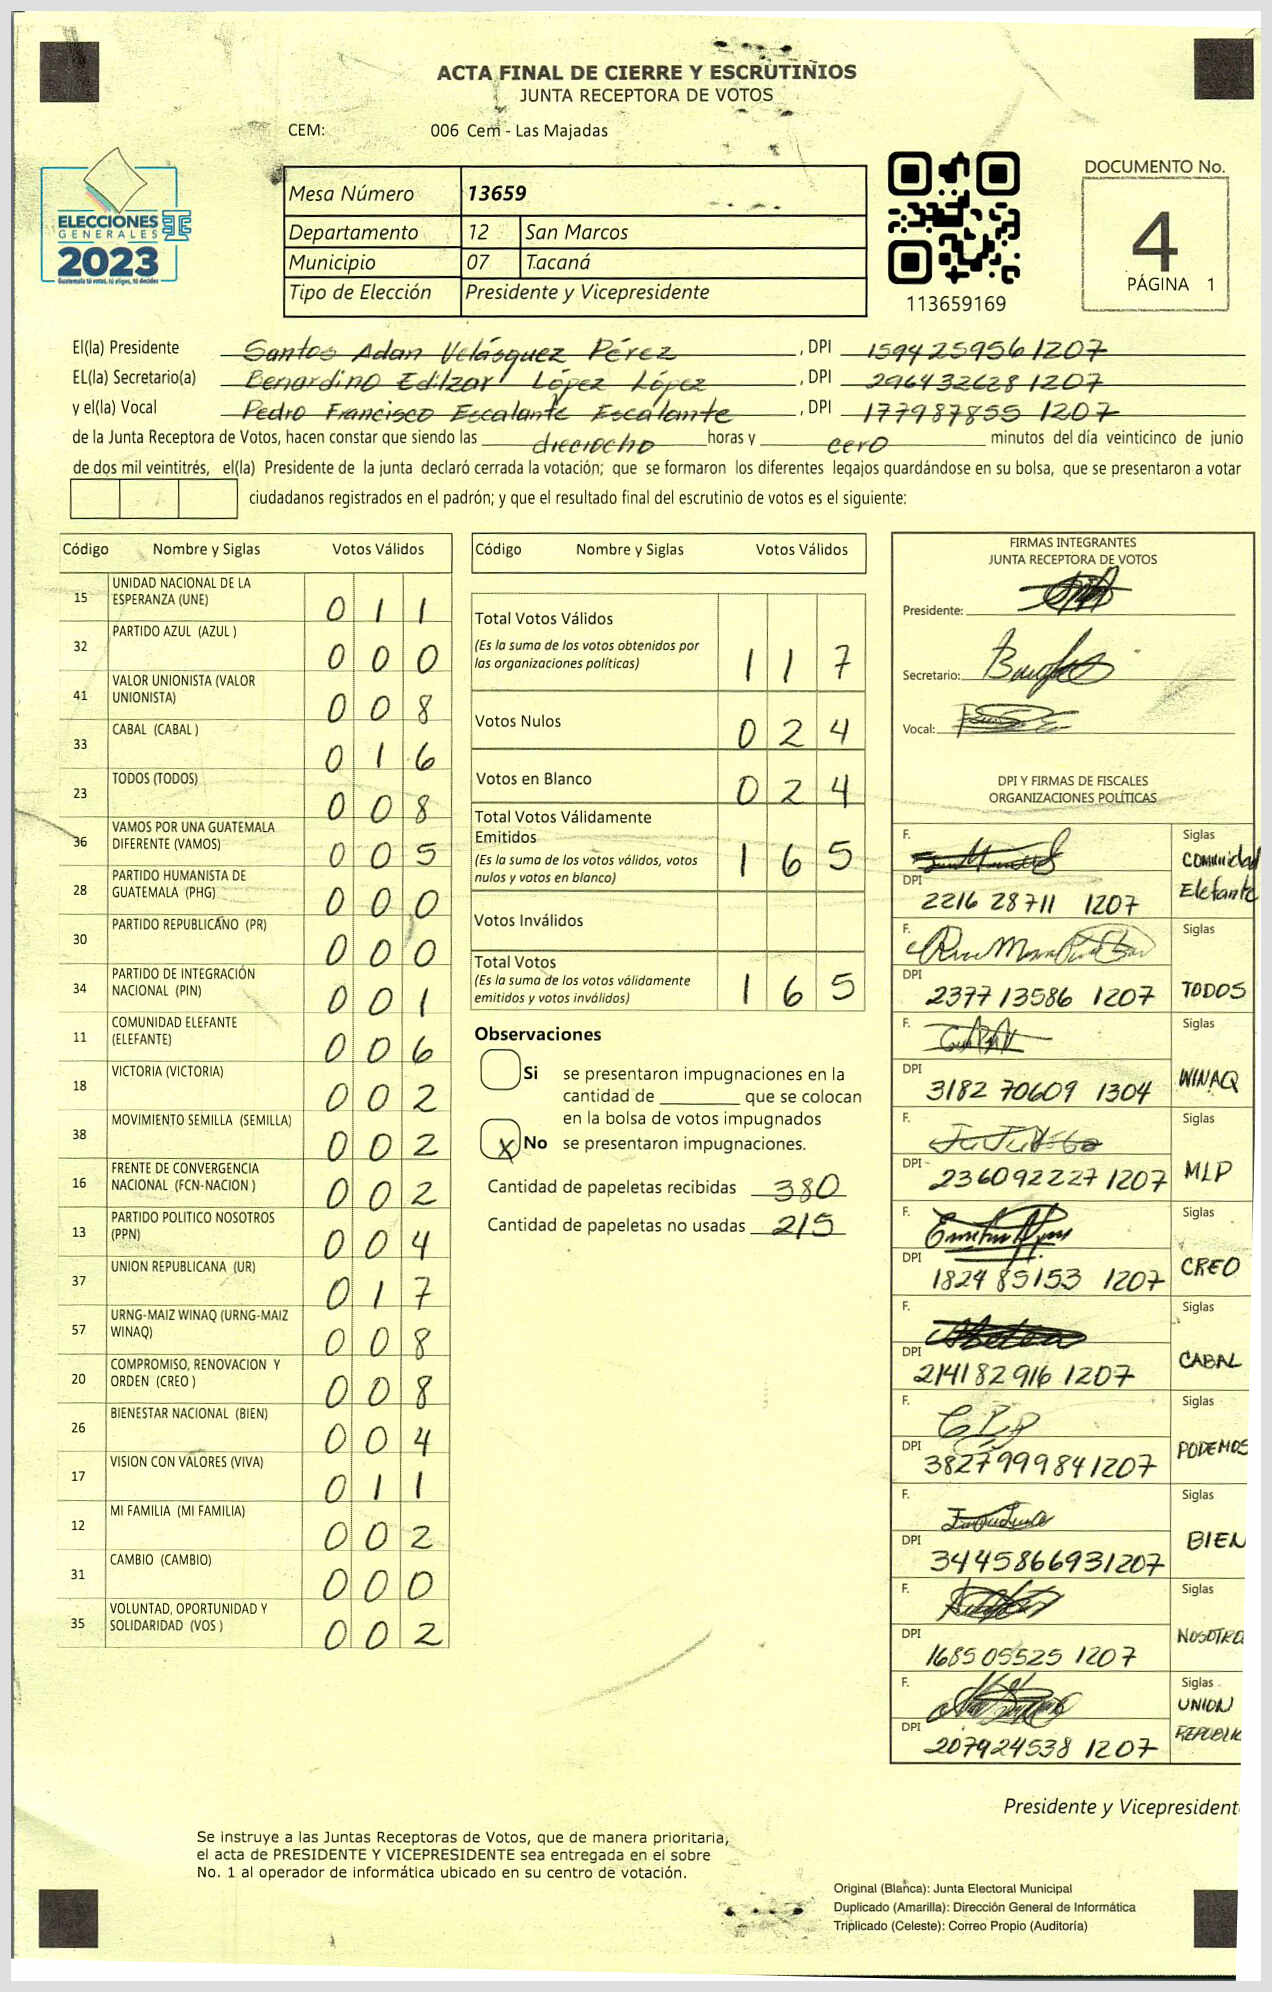 ACTA FINAL DE CIERRE Y ESCRUTINIOS
JUNTA RECEPTORA DE VOTOS
CEM: 006 Cem - Las Majadas
ELECCIONES
GENERALES
2023
Guatemala tú votas, tú eliges, tú decides
Mesa Número 13659
Departamento 12 San Marcos
Municipio 07 Tacaná
Tipo de Elección Presidente y Vicepresidente
113659169
DOCUMENTO No.
4
PÁGINA 1
El(la) Presidente Santos Adan Velásquez Pérez , DPI 159425956 1207
EL(la) Secretario(a) Benardino Edilzar López López , DPI 296432628 1207
y el(la) Vocal Pedro Francisco Escalante Escalante , DPI 177987855 1207
de la Junta Receptora de Votos, hacen constar que siendo las dieciocho horas y cero minutos del día veinticinco de junio
de dos mil veintitrés, el(la) Presidente de la junta declaró cerrada la votación; que se formaron los diferentes legajos guardándose en su bolsa, que se presentaron a votar
ciudadanos registrados en el padrón; y que el resultado final del escrutinio de votos es el siguiente:
Código Nombre y Siglas Votos Válidos
15 UNIDAD NACIONAL DE LA ESPERANZA (UNE) 0 1 1
32 PARTIDO AZUL (AZUL ) 0 0 0
41 VALOR UNIONISTA (VALOR UNIONISTA) 0 0 8
33 CABAL (CABAL ) 0 1 6
23 TODOS (TODOS) 0 0 8
36 VAMOS POR UNA GUATEMALA DIFERENTE (VAMOS) 0 0 5
28 PARTIDO HUMANISTA DE GUATEMALA (PHG) 0 0 0
30 PARTIDO REPUBLICANO (PR) 0 0 0
34 PARTIDO DE INTEGRACIÓN NACIONAL (PIN) 0 0 1
11 COMUNIDAD ELEFANTE (ELEFANTE) 0 0 6
18 VICTORIA (VICTORIA) 0 0 2
38 MOVIMIENTO SEMILLA (SEMILLA) 0 0 2
16 FRENTE DE CONVERGENCIA NACIONAL (FCN-NACION ) 0 0 2
13 PARTIDO POLITICO NOSOTROS (PPN) 0 0 4
37 UNION REPUBLICANA (UR) 0 1 7
57 URNG-MAIZ WINAQ (URNG-MAIZ WINAQ) 0 0 8
20 COMPROMISO, RENOVACION Y ORDEN (CREO ) 0 0 8
26 BIENESTAR NACIONAL (BIEN) 0 0 4
17 VISION CON VALORES (VIVA) 0 1 1
12 MI FAMILIA (MI FAMILIA) 0 0 2
31 CAMBIO (CAMBIO) 0 0 0
35 VOLUNTAD, OPORTUNIDAD Y SOLIDARIDAD (VOS ) 0 0 2
Código Nombre y Siglas Votos Válidos
Total Votos Válidos 1 1 7
(Es la suma de los votos obtenidos por
las organizaciones políticas)
Votos Nulos 0 2 4
Votos en Blanco 0 2 4
Total Votos Válidamente
Emitidos 1 6 5
(Es la suma de los votos válidos, votos
nulos y votos en blanco)
Votos Inválidos
Total Votos 1 6 5
(Es la suma de los votos válidamente
emitidos y votos inválidos)
Observaciones
Si se presentaron impugnaciones en la
cantidad de ________ que se colocan
en la bolsa de votos impugnados
X No se presentaron impugnaciones.
Cantidad de papeletas recibidas 380
Cantidad de papeletas no usadas 215
FIRMAS INTEGRANTES
JUNTA RECEPTORA DE VOTOS
Presidente:
Secretario:
Vocal:
DPI Y FIRMAS DE FISCALES
ORGANIZACIONES POLÍTICAS
F. Siglas
DPI 2216 28711 1207 COMUNIDAD Elefante
F. Siglas
DPI 2377 13586 1207 TODOS
F. Siglas
DPI 3182 70609 1304 WINAQ
F. Siglas
DPI 236092227 1207 MLP
F. Siglas
DPI 1824 85153 1207 CREO
F. Siglas
DPI 214182916 1207 CABAL
F. Siglas
DPI 3827999841207 PODEMOS
F. Siglas
DPI 3445866931207 BIEN
F. Siglas
DPI 168505525 1207 NOSOTRO
F. Siglas
DPI 207924538 1207 UNION REPUBLIC
Presidente y Vicepresident
Se instruye a las Juntas Receptoras de Votos, que de manera prioritaria,
el acta de PRESIDENTE Y VICEPRESIDENTE sea entregada en el sobre
No. 1 al operador de informática ubicado en su centro de votación.
Original (Blanca): Junta Electoral Municipal
Duplicado (Amarilla): Dirección General de Informática
Triplicado (Celeste): Correo Propio (Auditoría)